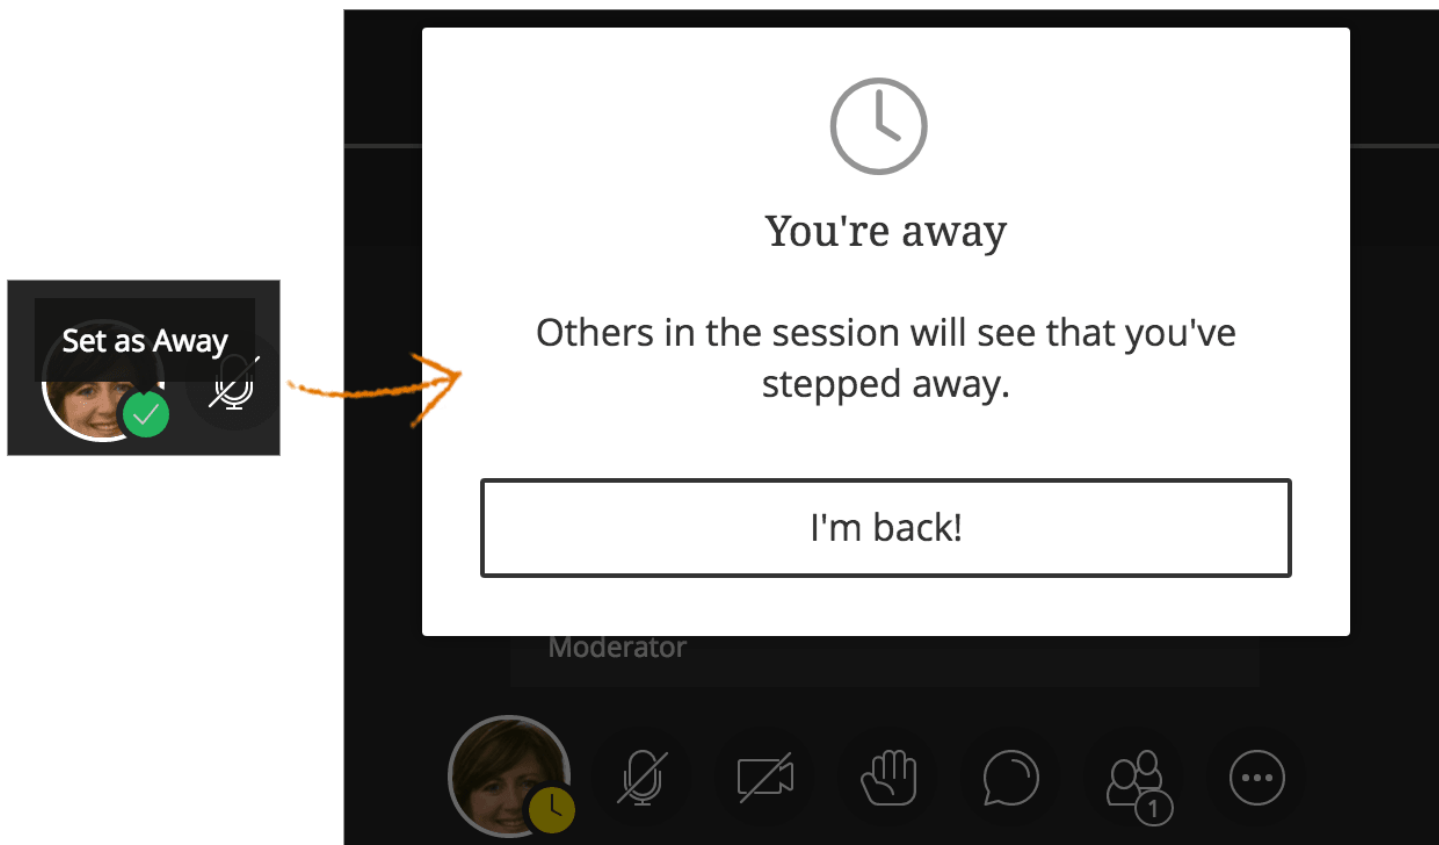 Set as Away
You're away
Others in the session will see that you've
stepped away.
I'm back!
Moderator
1